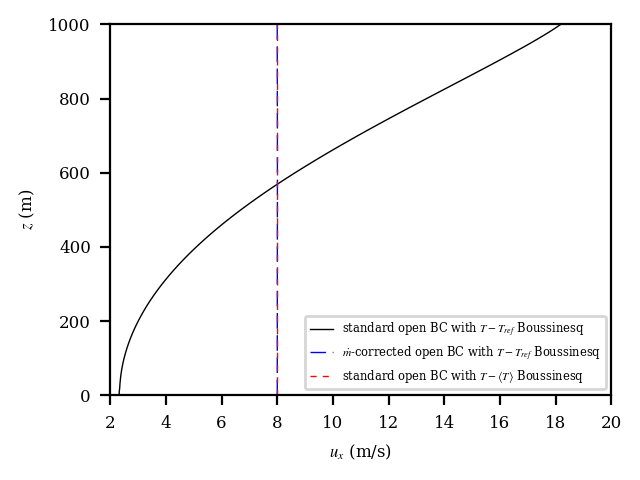 1000
800
600
400
200
0
z (m)
standard open BC with T − T_ref Boussinesq
ṁ-corrected open BC with T − T_ref Boussinesq
standard open BC with T − ⟨T⟩ Boussinesq
2 4 6 8 10 12 14 16 18 20
u_x (m/s)